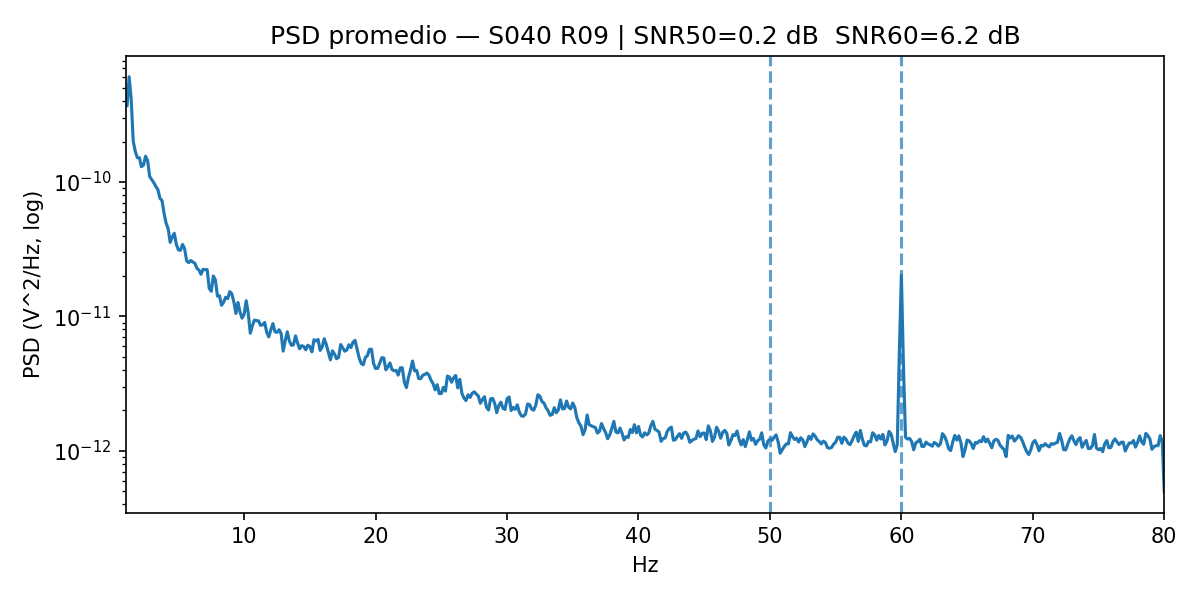 PSD promedio — S040 R09 | SNR50=0.2 dB  SNR60=6.2 dB
PSD (V^2/Hz, log)
10⁻¹⁰
10⁻¹¹
10⁻¹²
10 20 30 40 50 60 70 80
Hz